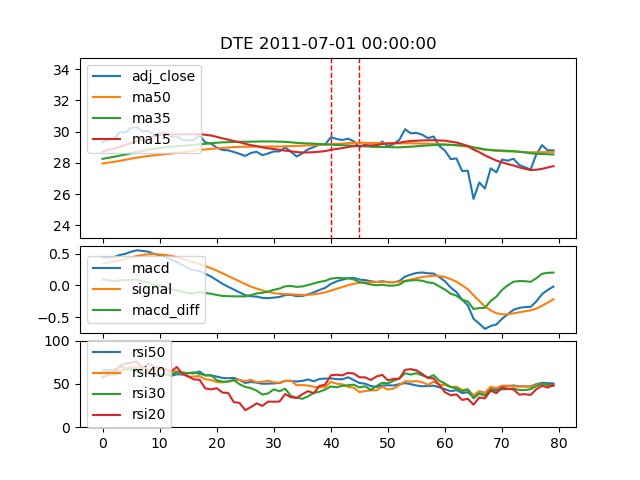 DTE 2011-07-01 00:00:00
34
32
30
28
26
24
adj_close
ma50
ma35
ma15
0.5
0.0
−0.5
macd
signal
macd_diff
100
50
0
rsi50
rsi40
rsi30
rsi20
0 10 20 30 40 50 60 70 80